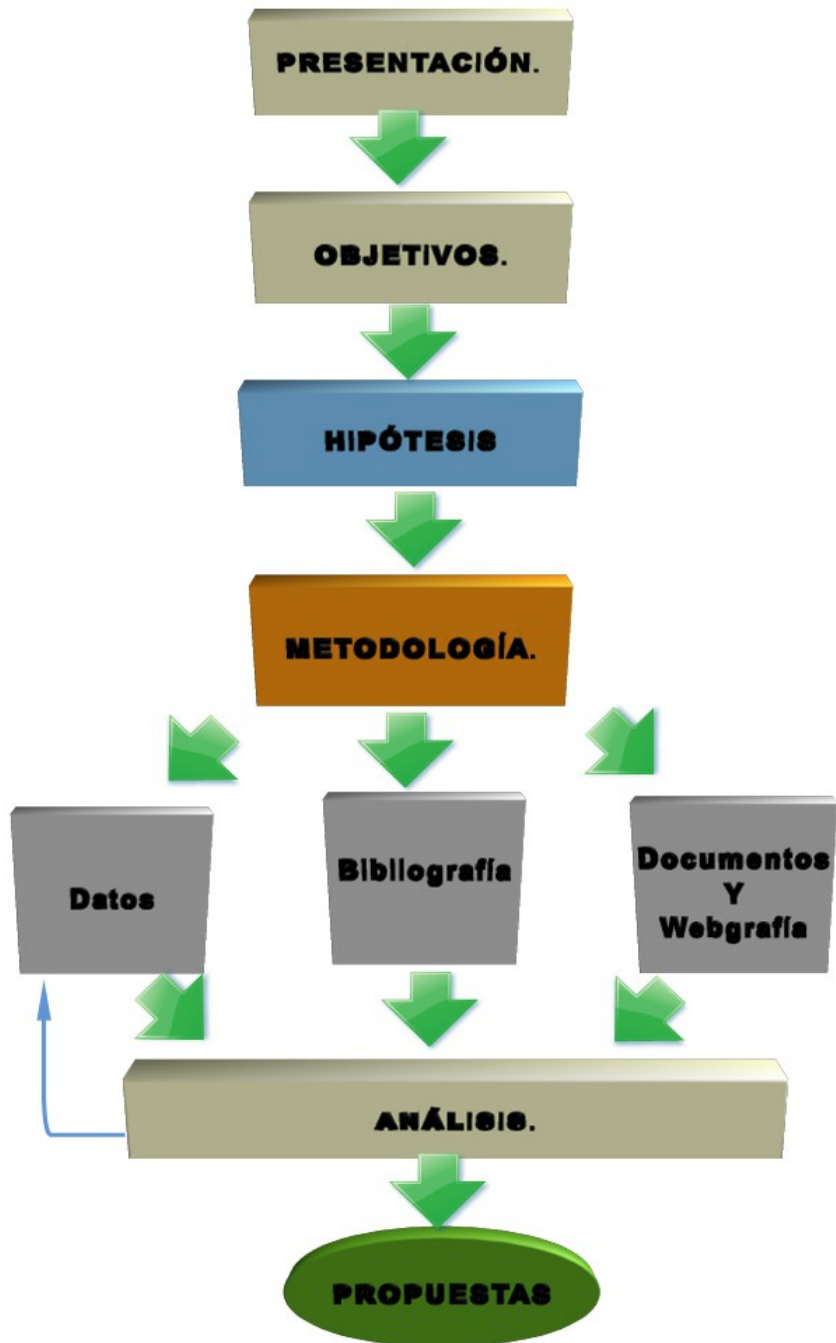 PRESENTACIÓN.
OBJETIVOS.
HIPÓTESIS
METODOLOGÍA.
Datos
Bibliografía
Documentos
Y
Webgrafía
ANÁLISIS.
PROPUESTAS